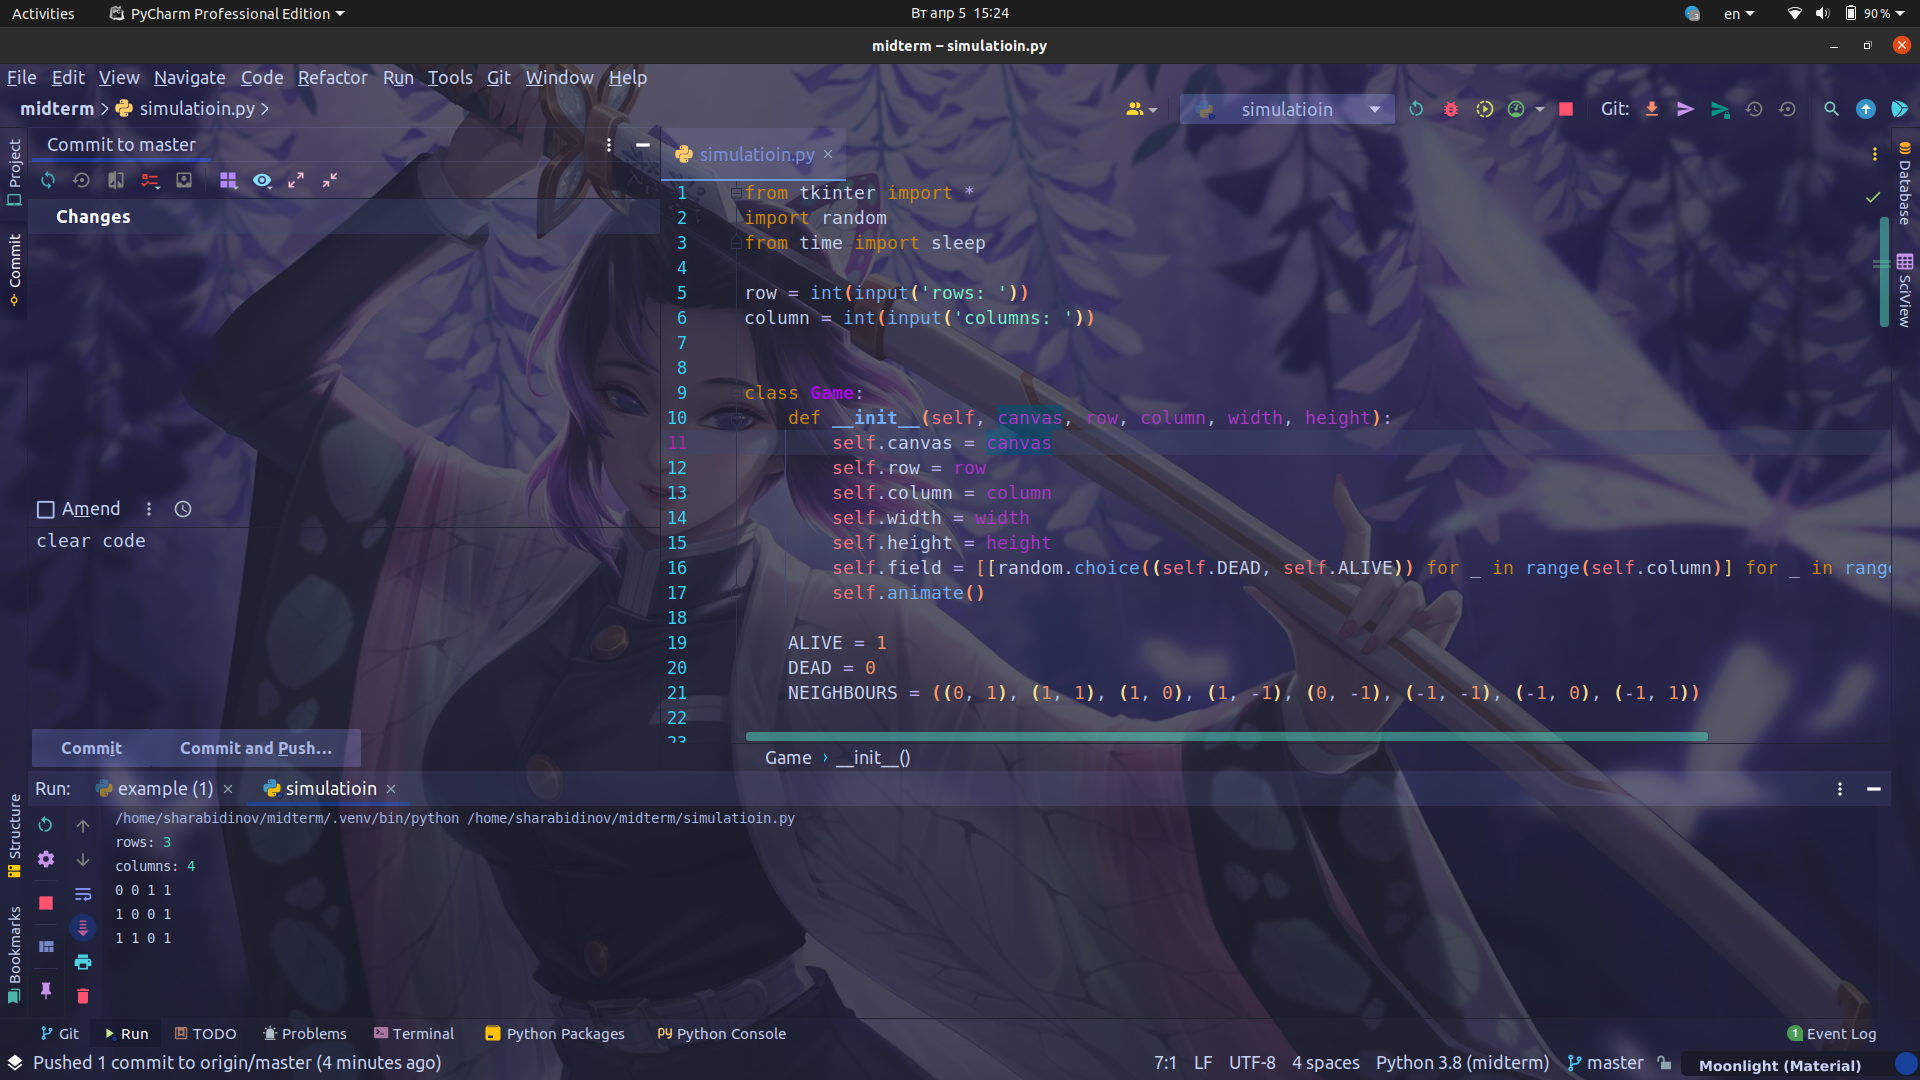 Activities PyCharm Professional Edition Вт апр 5 15:24 en 90 %
midterm – simulatioin.py
File Edit View Navigate Code Refactor Run Tools Git Window Help
midterm simulatioin.py simulatioin Git:
Commit to master
simulatioin.py
Project
Commit
Structure
Bookmarks
Database
SciView
Changes
Amend
clear code
Commit Commit and Push...
1 from tkinter import *
2 import random
3 from time import sleep
4
5 row = int(input('rows: '))
6 column = int(input('columns: '))
7
8
9 class Game:
10 def __init__(self, canvas, row, column, width, height):
11 self.canvas = canvas
12 self.row = row
13 self.column = column
14 self.width = width
15 self.height = height
16 self.field = [[random.choice((self.DEAD, self.ALIVE)) for _ in range(self.column)] for _ in range
17 self.animate()
18
19 ALIVE = 1
20 DEAD = 0
21 NEIGHBOURS = ((0, 1), (1, 1), (1, 0), (1, -1), (0, -1), (-1, -1), (-1, 0), (-1, 1))
22
23
Game › __init__()
Run: example (1) simulatioin
/home/sharabidinov/midterm/.venv/bin/python /home/sharabidinov/midterm/simulatioin.py
rows: 3
columns: 4
0 0 1 1
1 0 0 1
1 1 0 1
Git Run TODO Problems Terminal Python Packages Python Console 1 Event Log
Pushed 1 commit to origin/master (4 minutes ago) 7:1 LF UTF-8 4 spaces Python 3.8 (midterm) master Moonlight (Material)